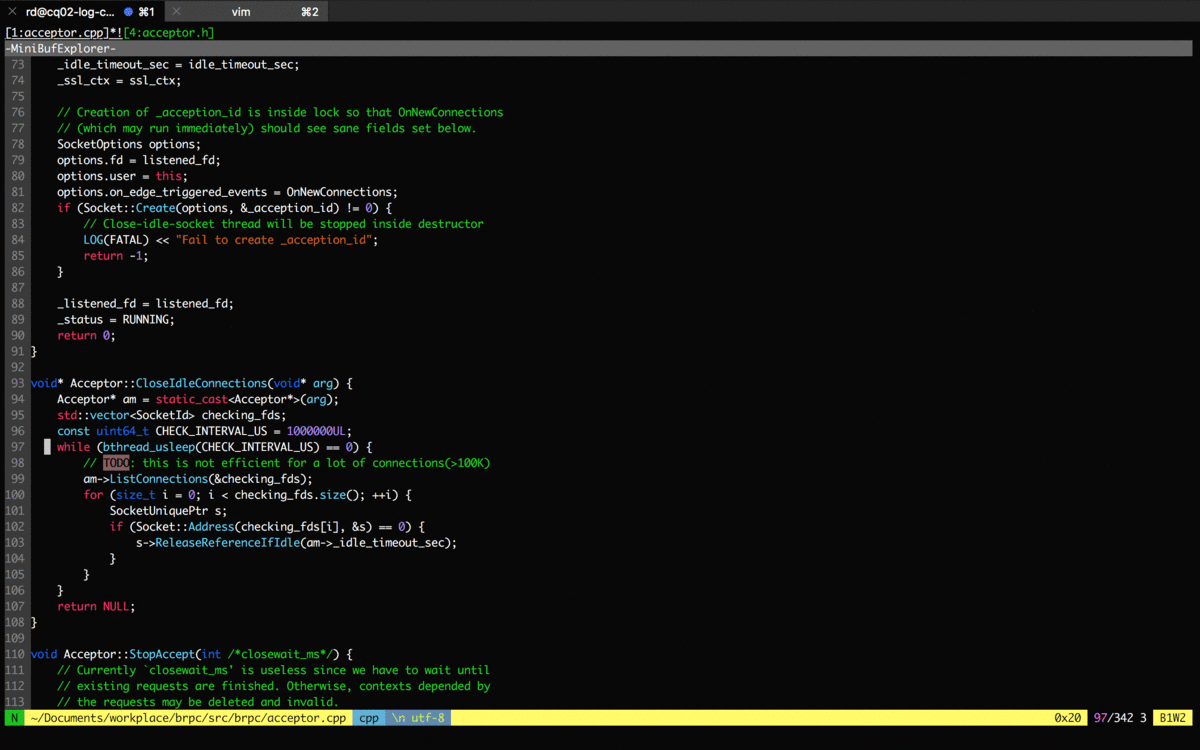 × rd@cq02-log-c... ⌘1 × vim ⌘2
[1:acceptor.cpp]*![4:acceptor.h]
-MiniBufExplorer-
73     _idle_timeout_sec = idle_timeout_sec;
74     _ssl_ctx = ssl_ctx;
75
76     // Creation of _acception_id is inside lock so that OnNewConnections
77     // (which may run immediately) should see sane fields set below.
78     SocketOptions options;
79     options.fd = listened_fd;
80     options.user = this;
81     options.on_edge_triggered_events = OnNewConnections;
82     if (Socket::Create(options, &_acception_id) != 0) {
83         // Close-idle-socket thread will be stopped inside destructor
84         LOG(FATAL) << "Fail to create _acception_id";
85         return -1;
86     }
87
88     _listened_fd = listened_fd;
89     _status = RUNNING;
90     return 0;
91 }
92
93 void* Acceptor::CloseIdleConnections(void* arg) {
94     Acceptor* am = static_cast<Acceptor*>(arg);
95     std::vector<SocketId> checking_fds;
96     const uint64_t CHECK_INTERVAL_US = 1000000UL;
97     while (bthread_usleep(CHECK_INTERVAL_US) == 0) {
98         // TODO: this is not efficient for a lot of connections(>100K)
99         am->ListConnections(&checking_fds);
100         for (size_t i = 0; i < checking_fds.size(); ++i) {
101             SocketUniquePtr s;
102             if (Socket::Address(checking_fds[i], &s) == 0) {
103                 s->ReleaseReferenceIfIdle(am->_idle_timeout_sec);
104             }
105         }
106     }
107     return NULL;
108 }
109
110 void Acceptor::StopAccept(int /*closewait_ms*/) {
111     // Currently `closewait_ms' is useless since we have to wait until
112     // existing requests are finished. Otherwise, contexts depended by
113     // the requests may be deleted and invalid.
N ~/Documents/workplace/brpc/src/brpc/acceptor.cpp cpp \n utf-8 0x20 97/342 3 B1W2